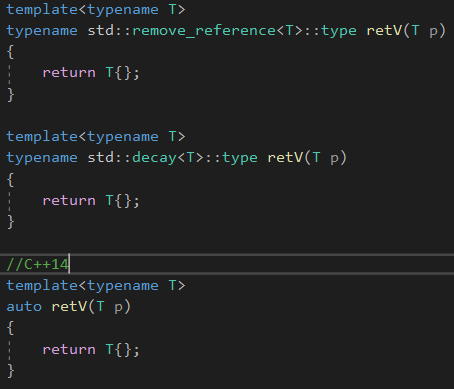 template<typename T>
typename std::remove_reference<T>::type retV(T p)
{
    return T{};
}

template<typename T>
typename std::decay<T>::type retV(T p)
{
    return T{};
}

//C++14
template<typename T>
auto retV(T p)
{
    return T{};
}